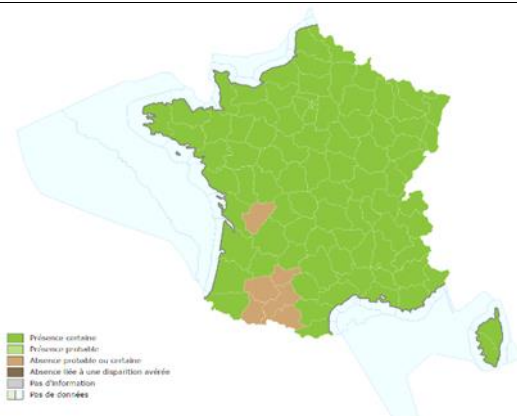 Présence certaine
Présence probable
Absence probable ou certaine
Absence liée à une disparition avérée
Pas d'information
Pas de données